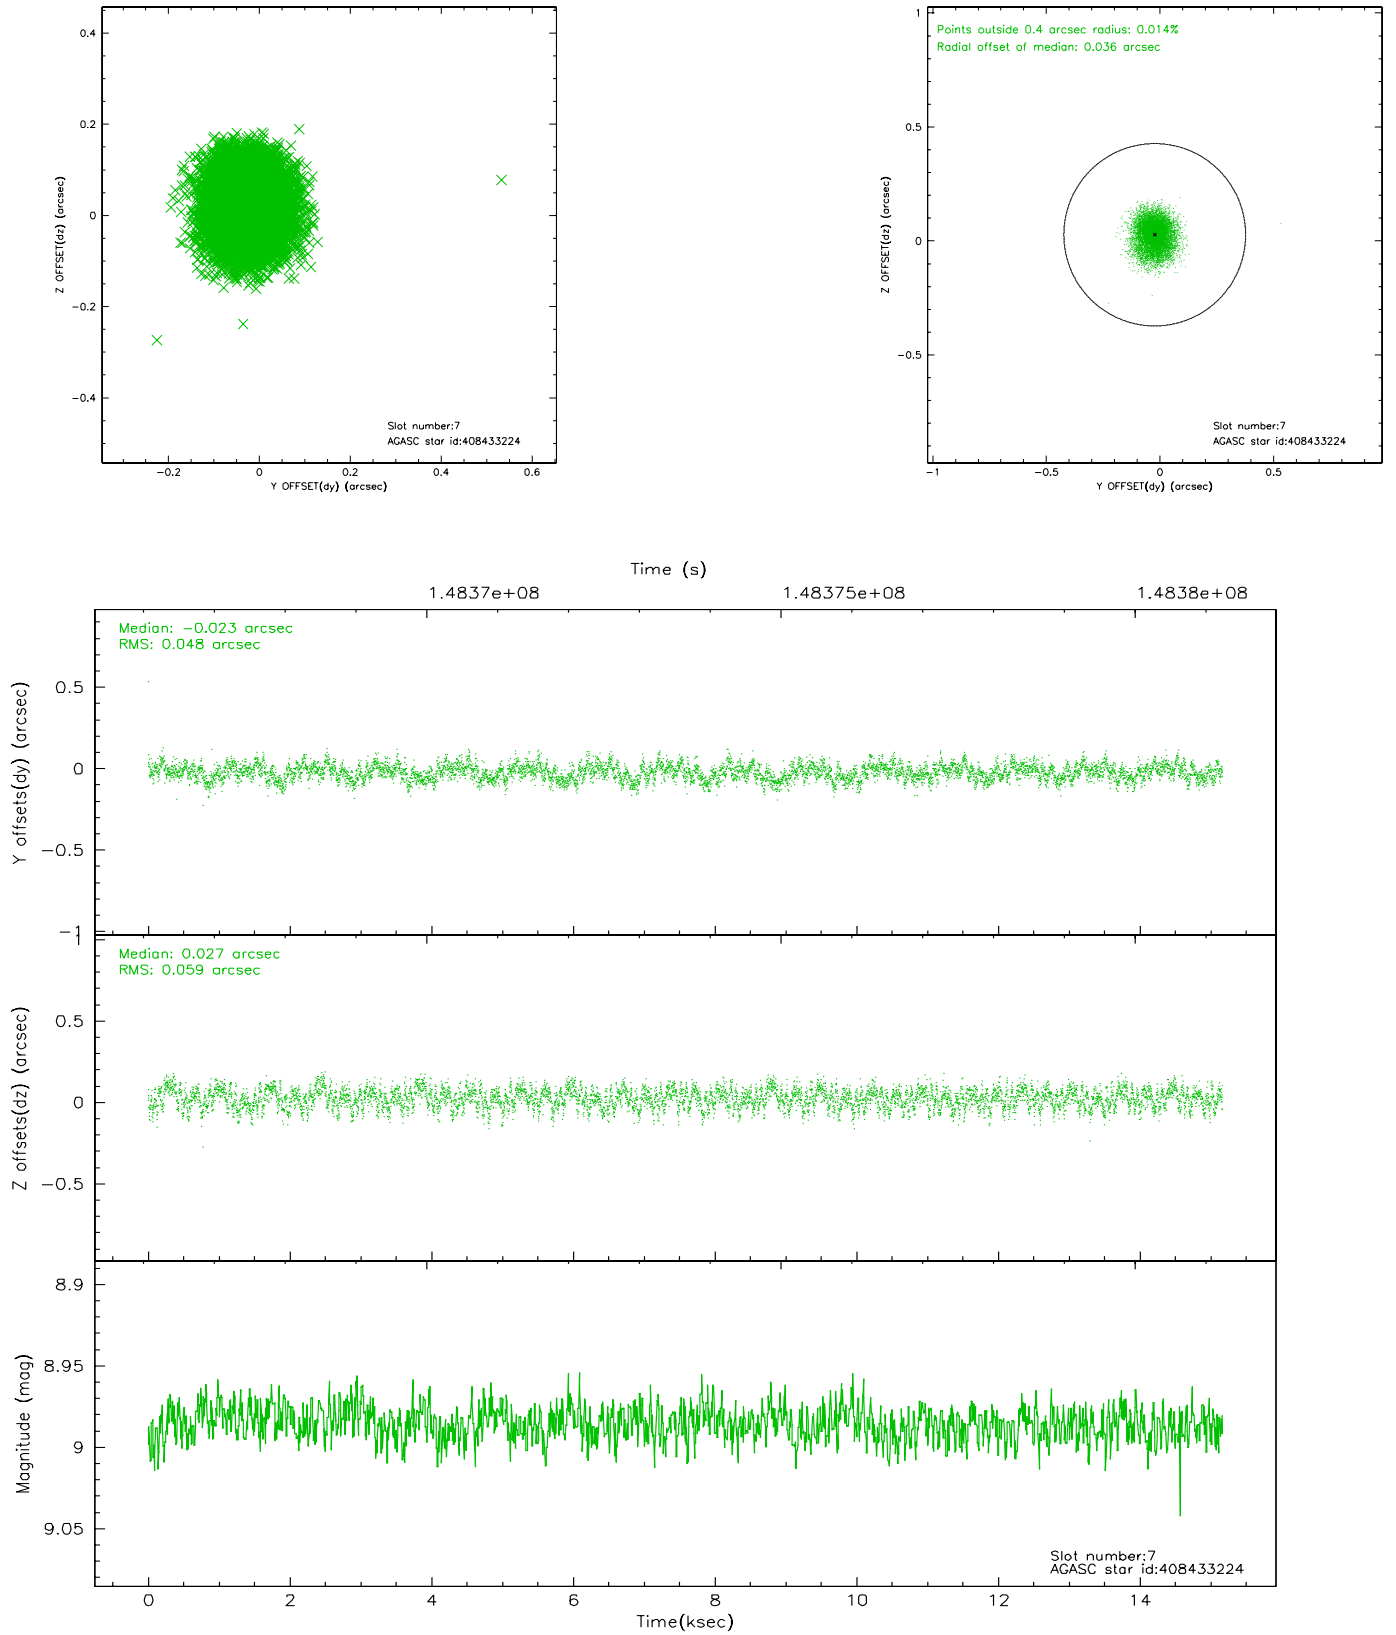 0.4
0.2
0
−0.2
−0.4
Z OFFSET(dz) (arcsec)
Slot number:7
AGASC star id:408433224
−0.2 0 0.2 0.4 0.6
Y OFFSET(dy) (arcsec)
Points outside 0.4 arcsec radius: 0.014%
Radial offset of median: 0.036 arcsec
1
0.5
0
−0.5
Z OFFSET(dz) (arcsec)
Slot number:7
AGASC star id:408433224
−1 −0.5 0 0.5
Y OFFSET(dy) (arcsec)
Time (s)
1.4837e+08 1.48375e+08 1.4838e+08
Median: −0.023 arcsec
RMS: 0.048 arcsec
0.5
0
−0.5
−1
Y offsets(dy) (arcsec)
Median: 0.027 arcsec
RMS: 0.059 arcsec
1
0.5
0
−0.5
Z offsets(dz) (arcsec)
8.9
8.95
9
9.05
Magnitude (mag)
Slot number:7
AGASC star id:408433224
0 2 4 6 8 10 12 14
Time(ksec)